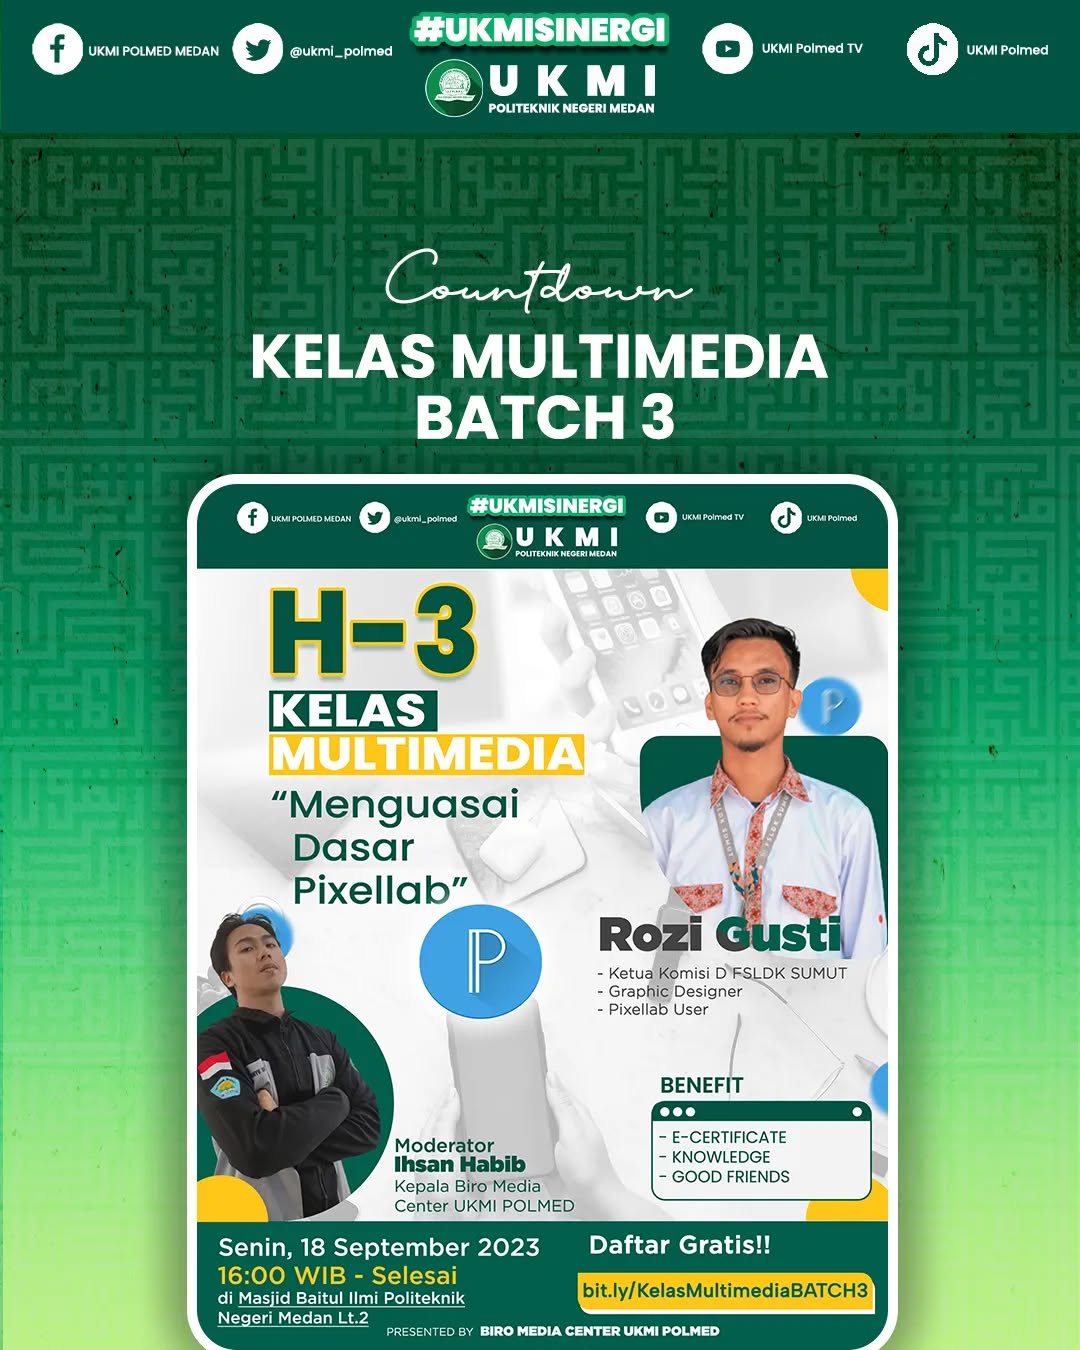 UKMI POLMED MEDAN
@ukmi_polmed
#UKMISINERGI
UKMI
POLITEKNIK NEGERI MEDAN
UKMI Polmed TV
UKMI Polmed
Countdown
KELAS MULTIMEDIA
BATCH 3
UKMI POLMED MEDAN
@ukmi_polmed
#UKMISINERGI
UKMI
POLITEKNIK NEGERI MEDAN
UKMI Polmed TV
UKMI Polmed
H-3
KELAS
MULTIMEDIA
“Menguasai
Dasar
Pixellab”
P
P
FSLDK SUMUT
FSLDK SUMUT
Rozi Gusti
- Ketua Komisi D FSLDK SUMUT
- Graphic Designer
- Pixellab User
BENEFIT
- E-CERTIFICATE
- KNOWLEDGE
- GOOD FRIENDS
Moderator
Ihsan Habib
Kepala Biro Media
Center UKMI POLMED
Senin, 18 September 2023
16:00 WIB - Selesai
di Masjid Baitul Ilmi Politeknik
Negeri Medan Lt.2
Daftar Gratis!!
bit.ly/KelasMultimediaBATCH3
PRESENTED BY BIRO MEDIA CENTER UKMI POLMED